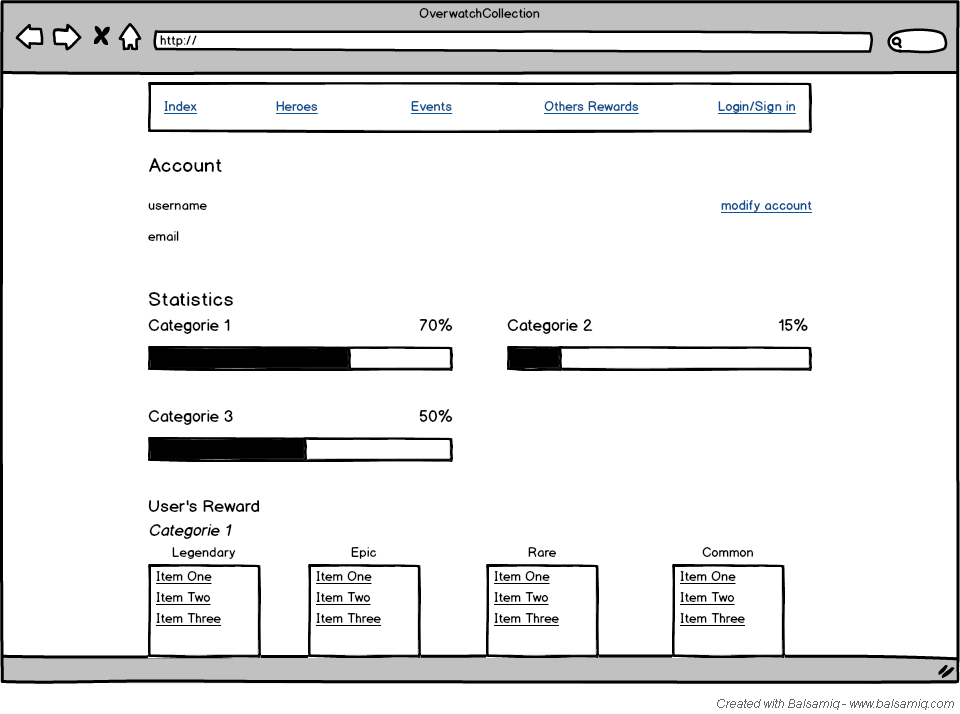 OverwatchCollection
http://
Index Heroes Events Others Rewards Login/Sign in
Account
username modify account
email
Statistics
Categorie 1 70% Categorie 2 15%
Categorie 3 50%
User's Reward
Categorie 1
Legendary Epic Rare Common
Item One Item One Item One Item One
Item Two Item Two Item Two Item Two
Item Three Item Three Item Three Item Three
Created with Balsamiq - www.balsamiq.com